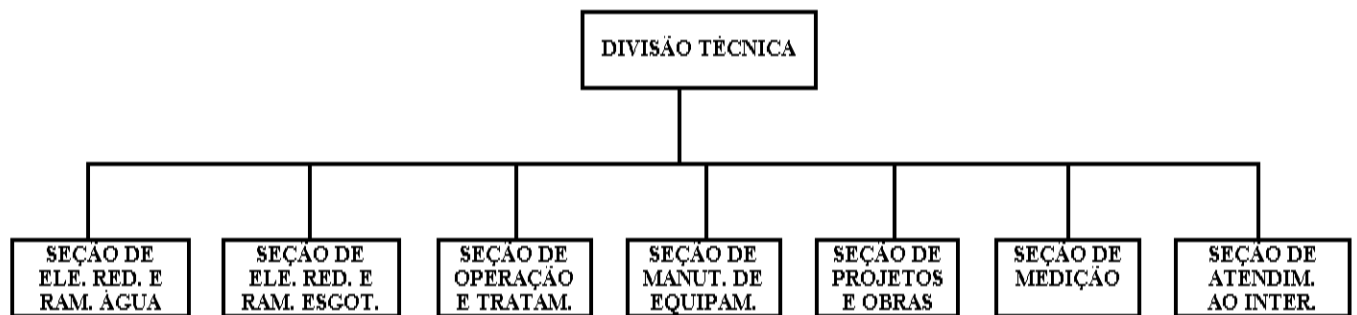 DIVISÃO TÉCNICA
SEÇÃO DE
ELE. RED. E
RAM. ÁGUA
SEÇÃO DE
ELE. RED. E
RAM. ESGOT.
SEÇÃO DE
OPERAÇÃO
E TRATAM.
SEÇÃO DE
MANUT. DE
EQUIPAM.
SEÇÃO DE
PROJETOS
E OBRAS
SEÇÃO DE
MEDIÇÃO
SEÇÃO DE
ATENDIM.
AO INTER.